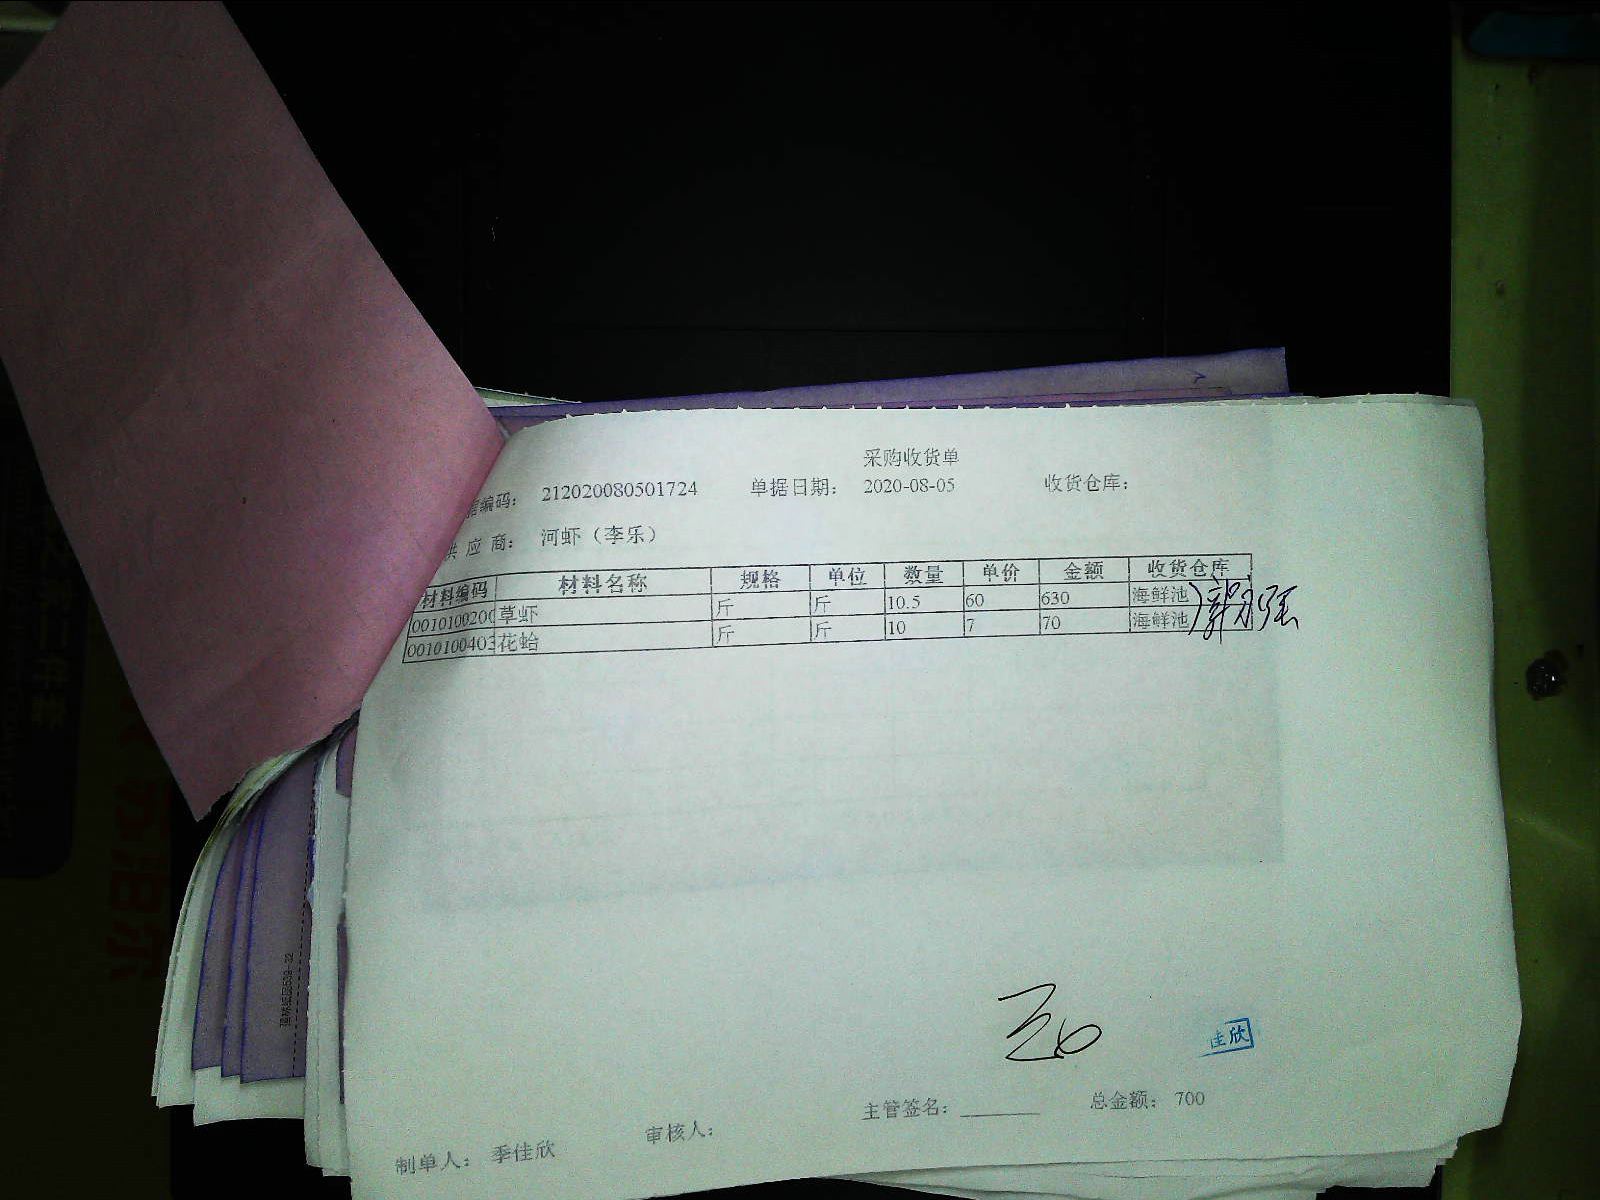 采购收货单
据编码： 212020080501724 单据日期： 2020-08-05 收货仓库：
供应商： 河虾（李乐）
材料编码 材料名称 规格 单位 数量 单价 金额 收货仓库
001010020 草虾 斤 斤 10.5 60 630 海鲜池
001010040 花蛤 斤 斤 10 7 70 海鲜池
佳欣
主管签名： 总金额： 700
制单人： 季佳欣 审核人：